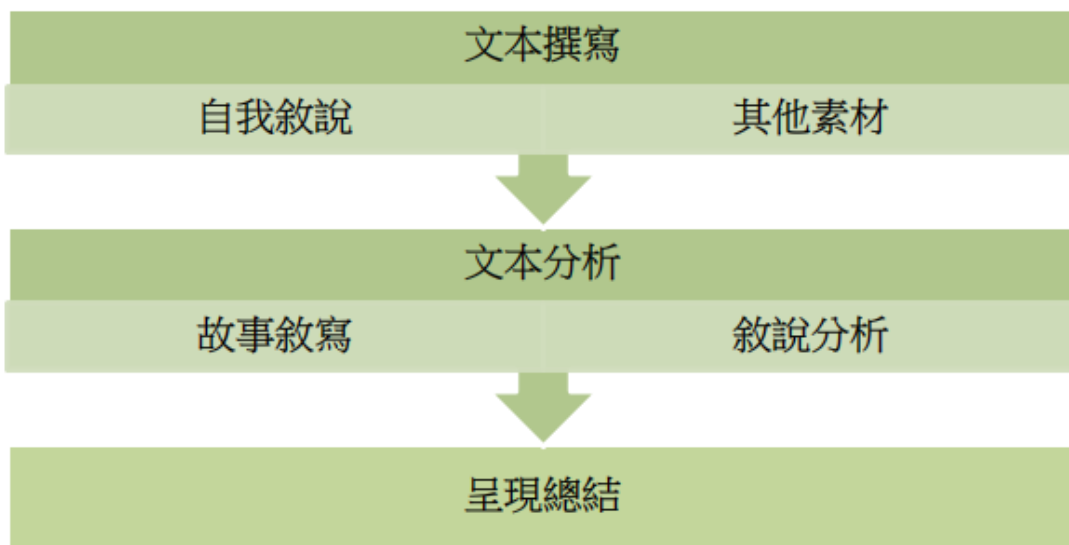 文本撰寫
自我敘說 其他素材
文本分析
故事敘寫 敘說分析
呈現總結